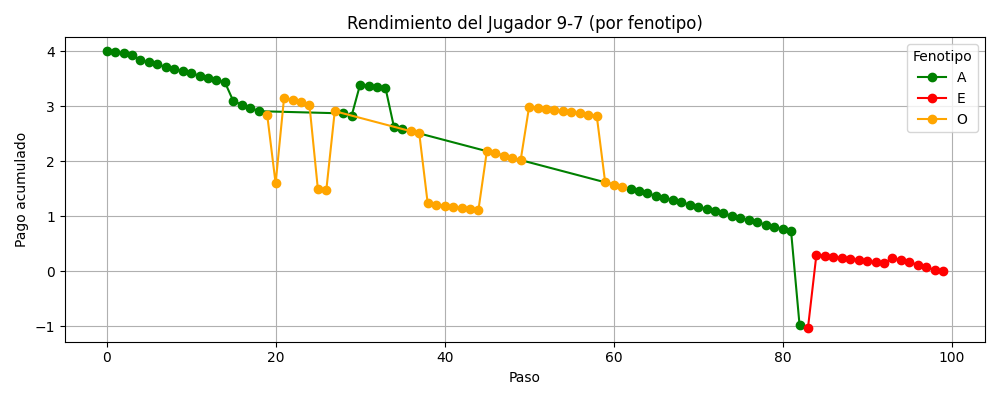 Rendimiento del Jugador 9-7 (por fenotipo)
Pago acumulado
4
3
2
1
0
−1
0
20
40
60
80
100
Paso
Fenotipo
A
E
O